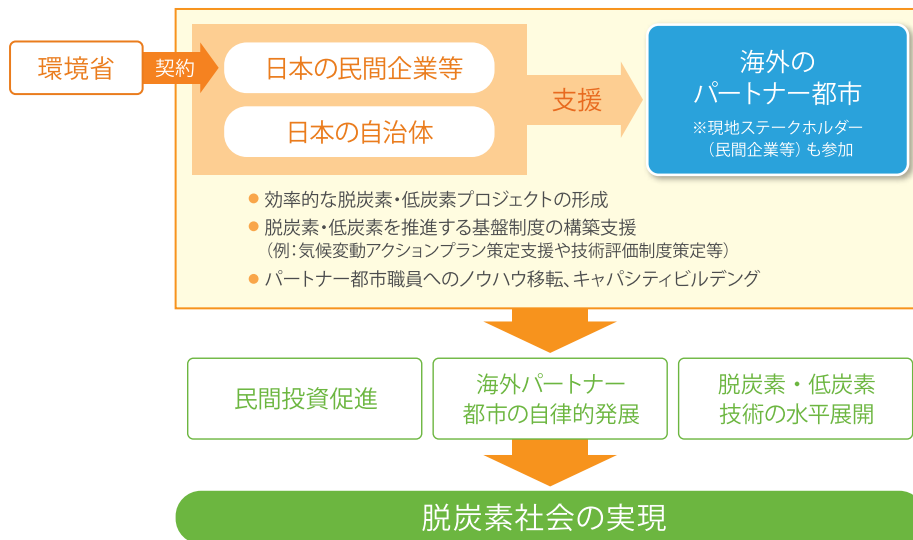 環境省
契約
日本の民間企業等
日本の自治体
支援
海外の
パートナー都市
※現地ステークホルダー
（民間企業等）も参加
● 効率的な脱炭素・低炭素プロジェクトの形成
● 脱炭素・低炭素を推進する基盤制度の構築支援
（例：気候変動アクションプラン策定支援や技術評価制度策定等）
● パートナー都市職員へのノウハウ移転、キャパシティビルデング
民間投資促進
海外パートナー
都市の自律的発展
脱炭素・低炭素
技術の水平展開
脱炭素社会の実現